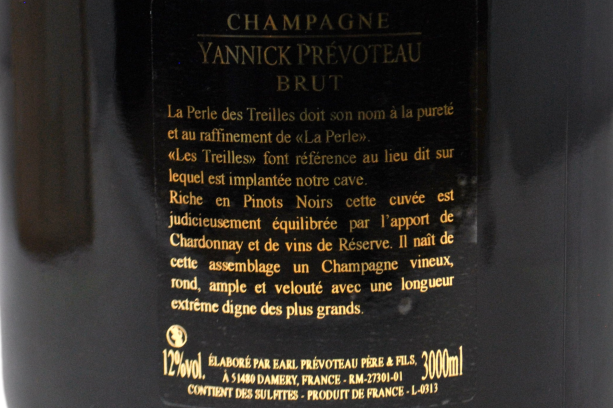 CHAMPAGNE
YANNICK PRÉVOTEAU
BRUT
La Perle des Treilles doit son nom à la pureté
et au raffinement de «La Perle».
«Les Treilles» font référence au lieu dit sur
lequel est implantée notre cave.
Riche en Pinots Noirs cette cuvée est
judicieusement équilibrée par l'apport de
Chardonnay et de vins de Réserve. Il naît de
cette assemblage un Champagne vineux,
rond, ample et velouté avec une longueur
extrême digne des plus grands.
12%vol. ÉLABORÉ PAR EARL PRÉVOTEAU PÈRE & FILS, 3000ml
À 51480 DAMERY, FRANCE - RM-27301-01
CONTIENT DES SULFITES - PRODUIT DE FRANCE - L-0313